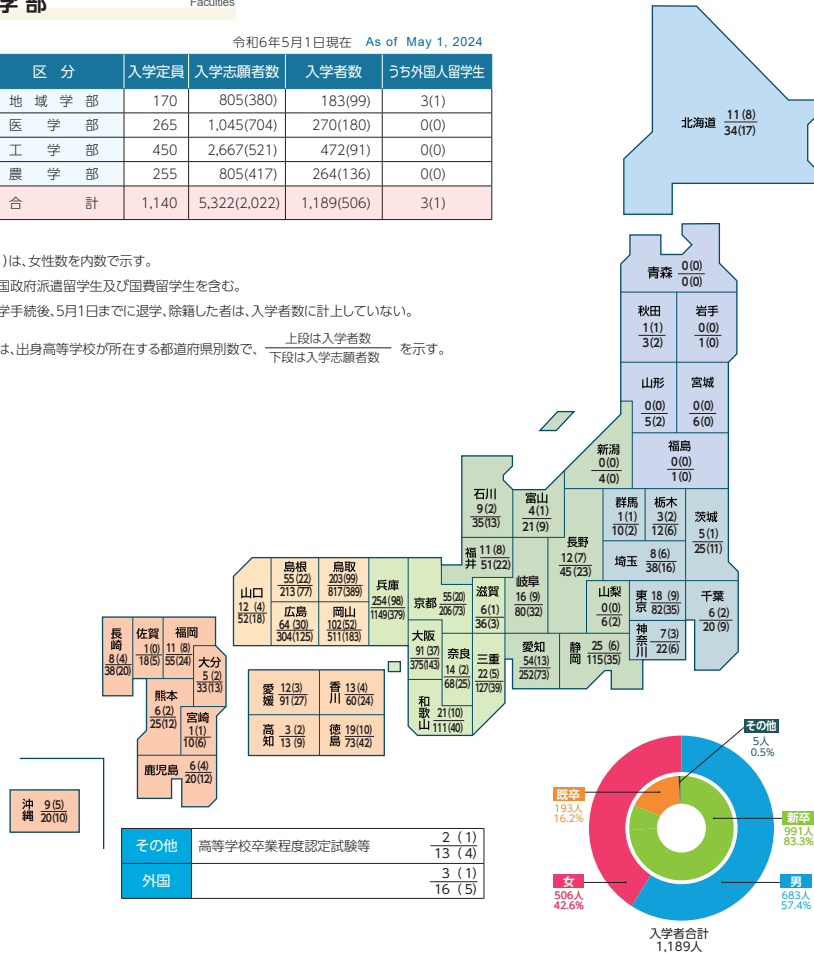 学部
Faculties
令和6年5月1日現在 As of May 1, 2024
区分 入学定員 入学志願者数 入学者数 うち外国人留学生
地域学部 170 805(380) 183(99) 3(1)
医学部 265 1,045(704) 270(180) 0(0)
工学部 450 2,667(521) 472(91) 0(0)
農学部 255 805(417) 264(136) 0(0)
合計 1,140 5,322(2,022) 1,189(506) 3(1)
)は、女性数を内数で示す。
国政府派遣留学生及び国費留学生を含む。
学手続後、5月1日までに退学、除籍した者は、入学者数に計上していない。
は、出身高等学校が所在する都道府県別数で、 上段は入学者数 を示す。
下段は入学志願者数
北海道 11(8)
34(17)
青森 0(0)
0(0)
秋田
1(1)
3(2)
岩手
0(0)
1(0)
山形
0(0)
5(2)
宮城
0(0)
6(0)
福島
0(0)
1(0)
新潟
0(0)
4(0)
石川
9(2)
35(13)
富山
4(1)
21(9)
福井 11(8)
51(22)
長野
12(7)
45(23)
岐阜
16(9)
80(32)
群馬
1(1)
10(2)
栃木
3(2)
12(6)
茨城
5(1)
25(11)
埼玉 8(6)
38(16)
山梨
0(0)
6(2)
東京 18(9)
82(35)
千葉
6(2)
20(9)
神奈川 7(3)
22(6)
愛知
54(13)
252(73)
静岡 25(6)
115(35)
島根
55(22)
213(77)
鳥取
203(99)
817(389)
山口
12(4)
52(18)
広島
64(30)
304(125)
岡山
102(52)
511(183)
兵庫
254(98)
1149(379)
京都 55(20)
206(73)
滋賀
6(1)
36(3)
大阪
91(37)
375(143)
奈良
14(2)
68(25)
三重
22(5)
127(39)
和歌山 21(10)
111(40)
愛媛 12(3)
91(27)
香川 13(4)
60(24)
高知 3(2)
13(9)
徳島 19(10)
73(42)
長崎
8(4)
38(20)
佐賀
1(0)
18(5)
福岡
11(8)
55(24)
大分
5(2)
33(13)
熊本
6(2)
25(12)
宮崎
1(1)
10(6)
鹿児島 6(4)
20(12)
沖縄 9(5)
20(10)
その他 高等学校卒業程度認定試験等 2(1)
13(4)
外国 3(1)
16(5)
その他
5人
0.5%
既卒
193人
16.2%
新卒
991人
83.3%
女
506人
42.6%
男
683人
57.4%
入学者合計
1,189人